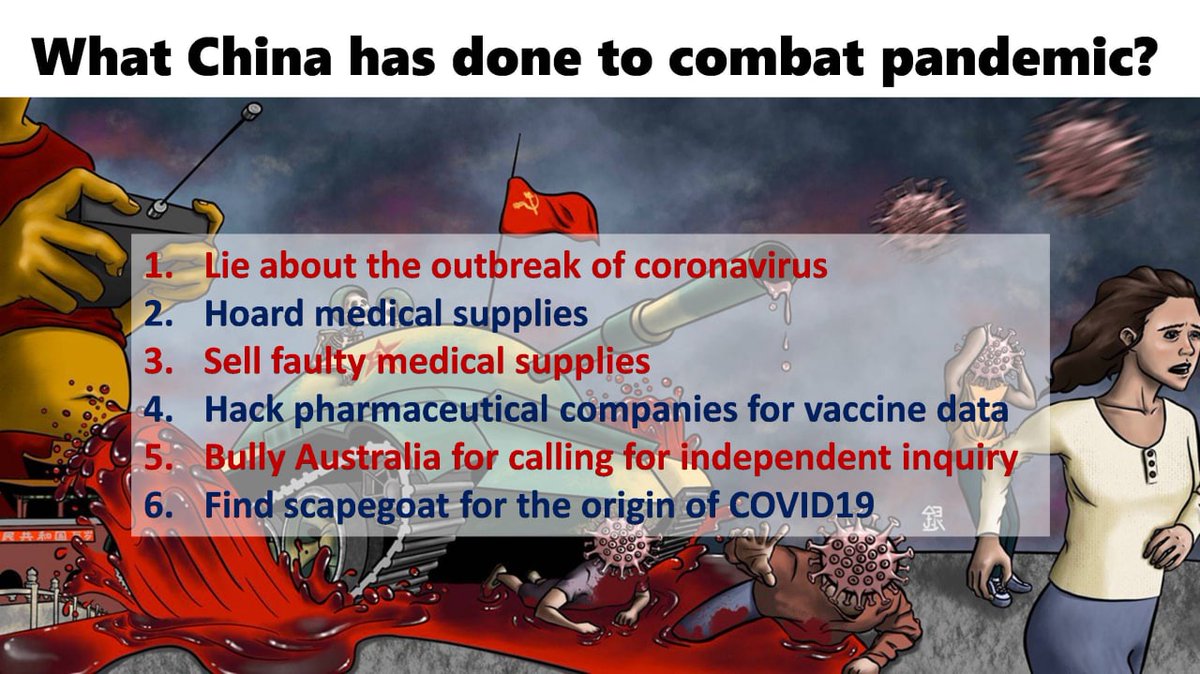 What China has done to combat pandemic?
1. Lie about the outbreak of coronavirus
2. Hoard medical supplies
3. Sell faulty medical supplies
4. Hack pharmaceutical companies for vaccine data
5. Bully Australia for calling for independent inquiry
6. Find scapegoat for the origin of COVID19
銀
民共和国万岁